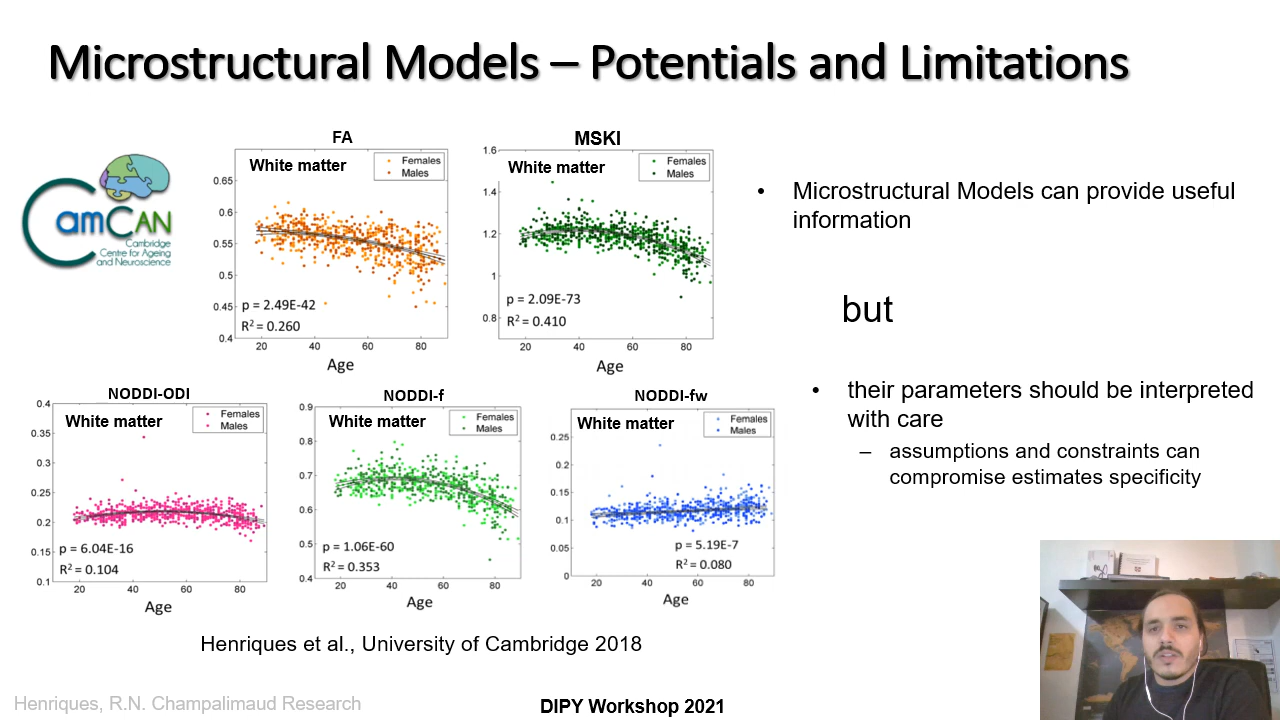 Microstructural Models – Potentials and Limitations
CamCAN
Cambridge
Centre for Ageing
and Neuroscience
FA
White matter
Females
Males
0.65
0.6
0.55
0.5
0.45
0.4
p = 2.49E-42
R² = 0.260
20 40 60 80
Age
MSKI
White matter
Females
Males
1.6
1.4
1.2
1
0.8
p = 2.09E-73
R² = 0.410
20 40 60 80
Age
NODDI-ODI
White matter
Females
Males
0.4
0.35
0.3
0.25
0.2
0.15
0.1
p = 6.04E-16
R² = 0.104
20 40 60 80
Age
NODDI-f
White matter
Females
Males
0.9
0.8
0.7
0.6
0.5
0.4
p = 1.06E-60
R² = 0.353
20 40 60 80
Age
NODDI-fw
White matter
Females
Males
0.25
0.2
0.15
0.1
0.05
0
p = 5.19E-7
R² = 0.080
20 40 60 80
Age
Henriques et al., University of Cambridge 2018
• Microstructural Models can provide useful
information
but
• their parameters should be interpreted
with care
– assumptions and constraints can
compromise estimates specificity
Henriques, R.N. Champalimaud Research
DIPY Workshop 2021